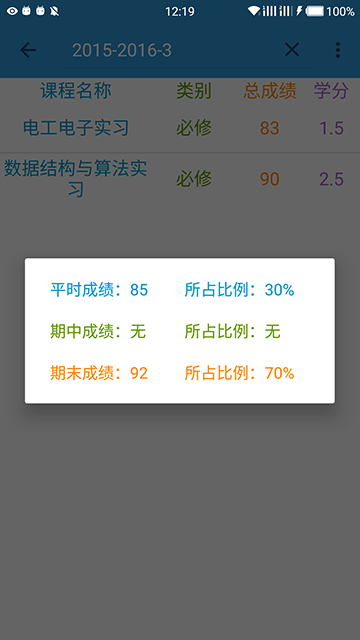 12:19 100%
2015-2016-3
课程名称 类别 总成绩 学分
电工电子实习 必修 83 1.5
数据结构与算法实
习 必修 90 2.5
平时成绩：85 所占比例：30%
期中成绩：无 所占比例：无
期末成绩：92 所占比例：70%